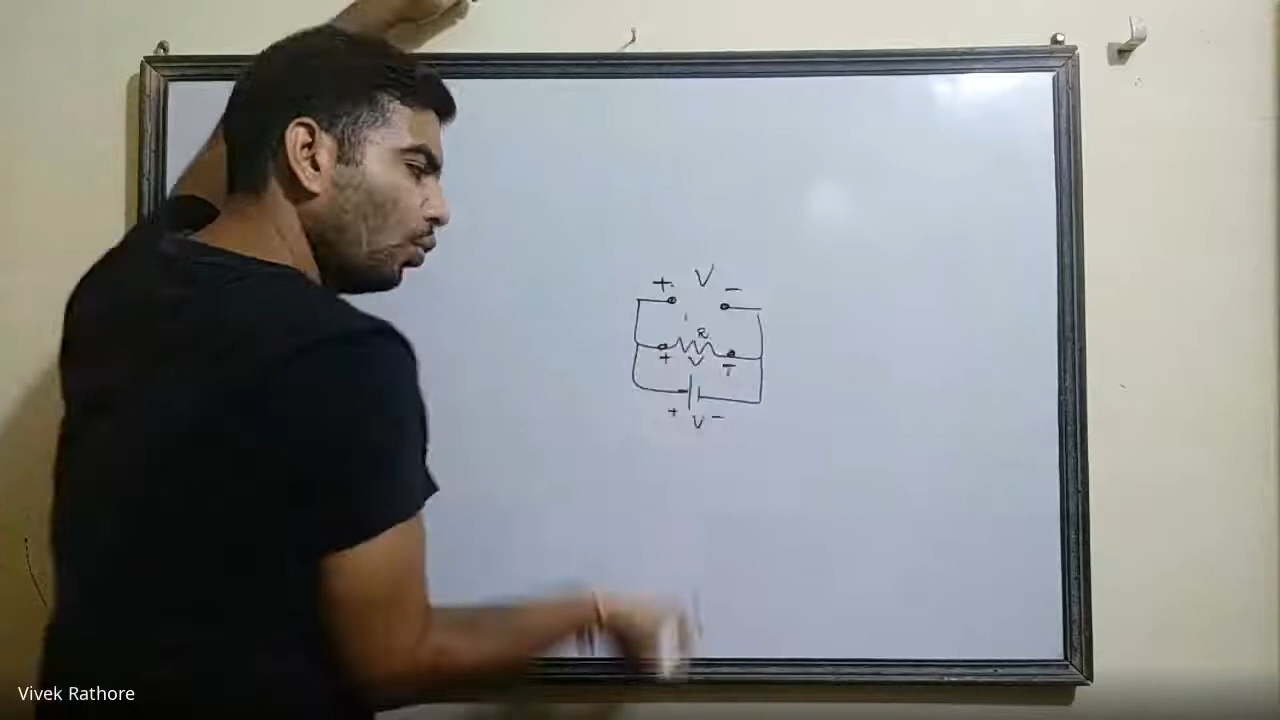 + V -
R
+ V -
+ V -
Vivek Rathore